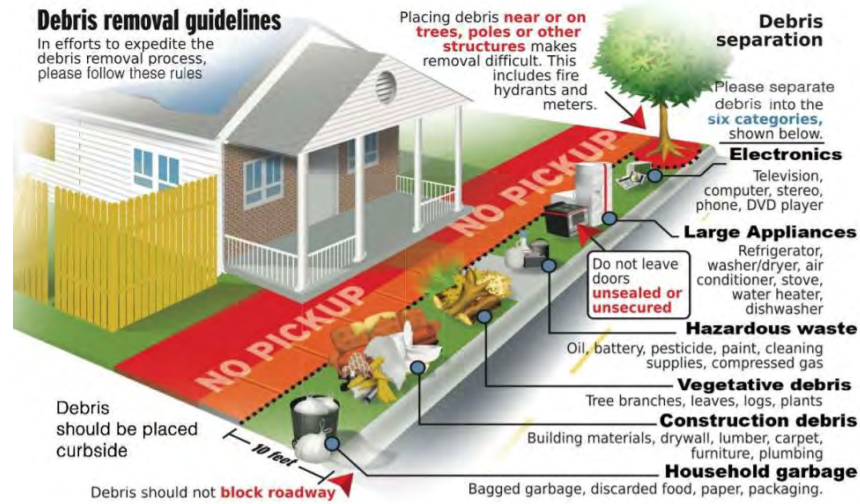 Debris removal guidelines
In efforts to expedite the
debris removal process,
please follow these rules
Placing debris near or on
trees, poles or other
structures makes
removal difficult. This
includes fire
hydrants and
meters.
Debris
separation
Please separate
debris into the
six categories,
shown below.
Electronics
Television,
computer, stereo,
phone, DVD player
Large Appliances
Refrigerator,
washer/dryer, air
conditioner, stove,
water heater,
dishwasher
Do not leave
doors
unsealed or
unsecured
Hazardous waste
Oil, battery, pesticide, paint, cleaning
supplies, compressed gas
Vegetative debris
Tree branches, leaves, logs, plants
Construction debris
Building materials, drywall, lumber, carpet,
furniture, plumbing
Household garbage
Bagged garbage, discarded food, paper, packaging.
NO PICKUP
NO PICKUP
Debris
should be placed
curbside
10 feet
Debris should not block roadway